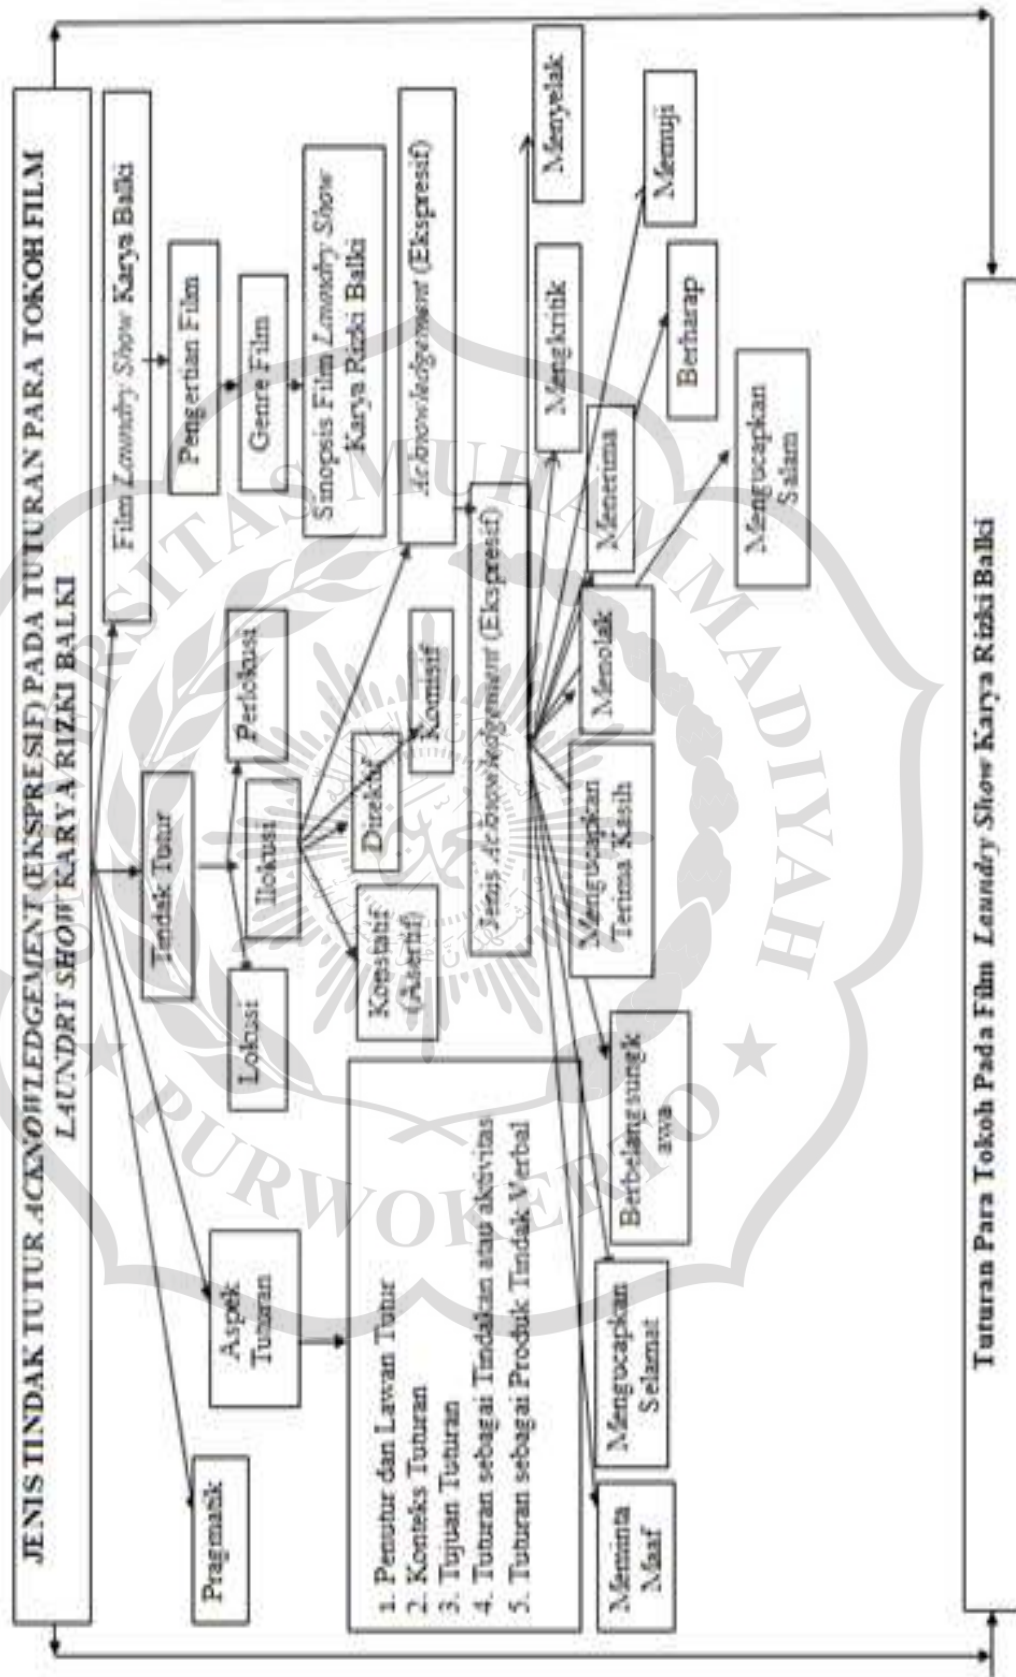 JENIS TINDAK TUTUR ACKNOWLEDGEMENT (EKSPRESIF) PADA TUTURAN PARA TOKOH FILM
LAUNDRY SHOW KARYA RIZKI BALKI
Pragmatik
Aspek
Tuturan
Tindak Tutur
Film Laundry Show Karya Balki
Pengertian Film
Genre Film
Sinopsis Film Laundry Show
Karya Rizki Balki
Lokusi
Ilokusi
Perlokusi
1. Penutur dan Lawan Tutur
2. Konteks Tuturan
3. Tujuan Tuturan
4. Tuturan sebagai Tindakan atau aktivitas
5. Tuturan sebagai Produk Tindak Verbal
Konstatif
(Asertif)
Direktif
Komisif
Acknowledgement (Ekspresif)
Jenis Acknowledgement (Ekspresif)
Meminta
Maaf
Mengucapkan
Selamat
Berbelangsungk
awa
Mengucapkan
Terima Kasih
Menolak
Menerima
Mengkritik
Menyelak
Mengucapkan
Salam
Berharap
Memuji
Tuturan Para Tokoh Pada Film Laundry Show Karya Rizki Balki
MUHAMMADIYAH
PURWOKERTO